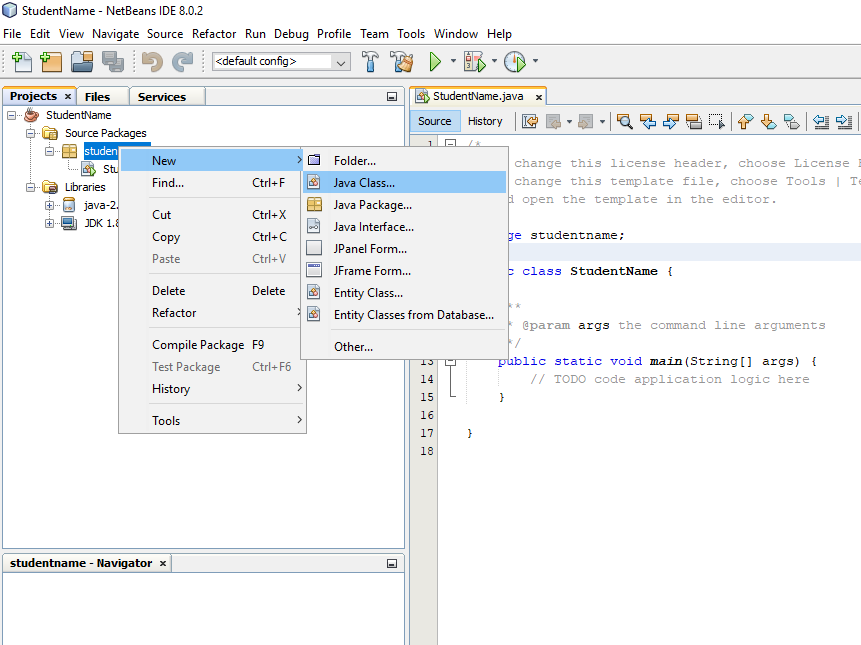 StudentName - NetBeans IDE 8.0.2
File Edit View Navigate Source Refactor Run Debug Profile Team Tools Window Help
<default config>
Projects × Files Services
StudentName
Source Packages
studen
Stu
Libraries
java-2.
JDK 1.8
New
Find... Ctrl+F
Cut Ctrl+X
Copy Ctrl+C
Paste Ctrl+V
Delete Delete
Refactor
Compile Package F9
Test Package Ctrl+F6
History
Tools
Folder...
Java Class...
Java Package...
Java Interface...
JPanel Form...
JFrame Form...
Entity Class...
Entity Classes from Database...
Other...
StudentName.java ×
Source History
1 /*
change this license header, choose License
change this template file, choose Tools | Te
d open the template in the editor.
ge studentname;
c class StudentName {
**
* @param args the command line arguments
*/
13 public static void main(String[] args) {
14 // TODO code application logic here
15 }
16
17 }
18
studentname - Navigator ×